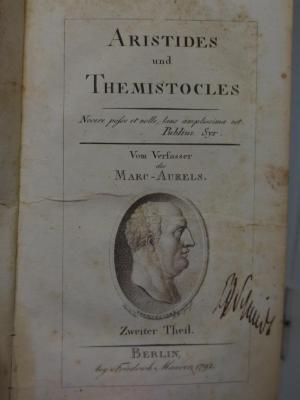 ARISTIDES
und
THEMISTOCLES
Nocere posse et nolle, laus amplissima est.
Publius Syr.
Vom Verfasser
des
MARC-AURELS.
Zweiter Theil.
BERLIN,
bey Friedrich Maurer, 1792.